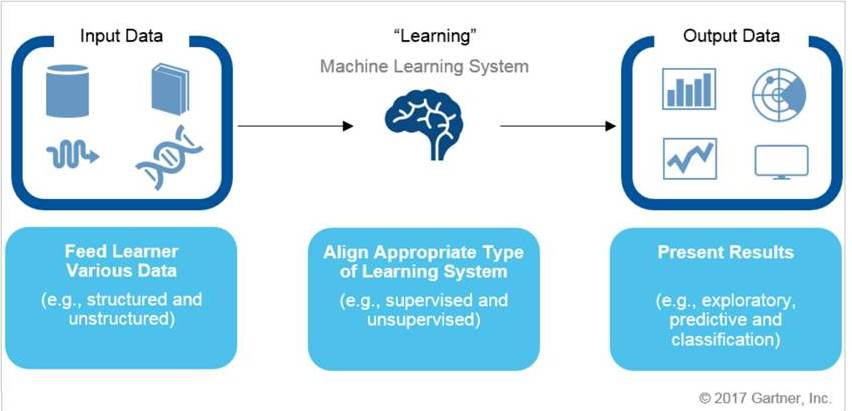 Input Data
"Learning"
Output Data
Machine Learning System
Feed Learner
Various Data
(e.g., structured and
unstructured)
Align Appropriate Type
of Learning System
(e.g., supervised and
unsupervised)
Present Results
(e.g., exploratory,
predictive and
classification)
© 2017 Gartner, Inc.